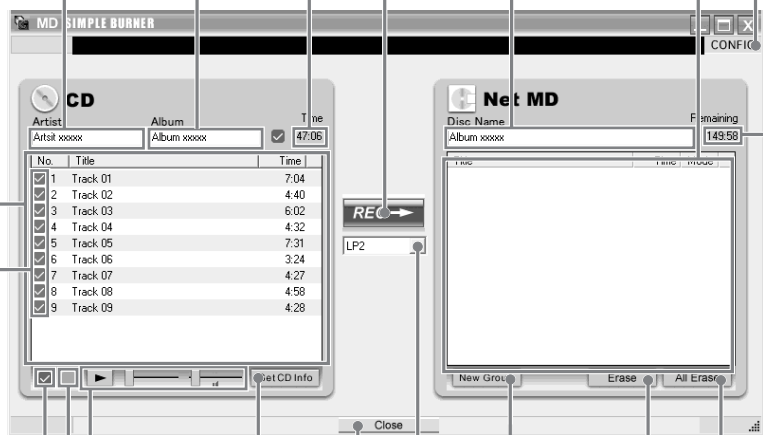 MD SIMPLE BURNER
CONFIG
CD
Artist Album Time
Artsit xxxxx Album xxxxx 47:06
No. Title Time
1 Track 01 7:04
2 Track 02 4:40
3 Track 03 6:02
4 Track 04 4:32
5 Track 05 7:31
6 Track 06 3:24
7 Track 07 4:27
8 Track 08 4:58
9 Track 09 4:28
Get CD Info
REC
LP2
Net MD
Disc Name Remaining
Album xxxxx 149:58
Title Time Mode
New Group Erase All Erase
Close